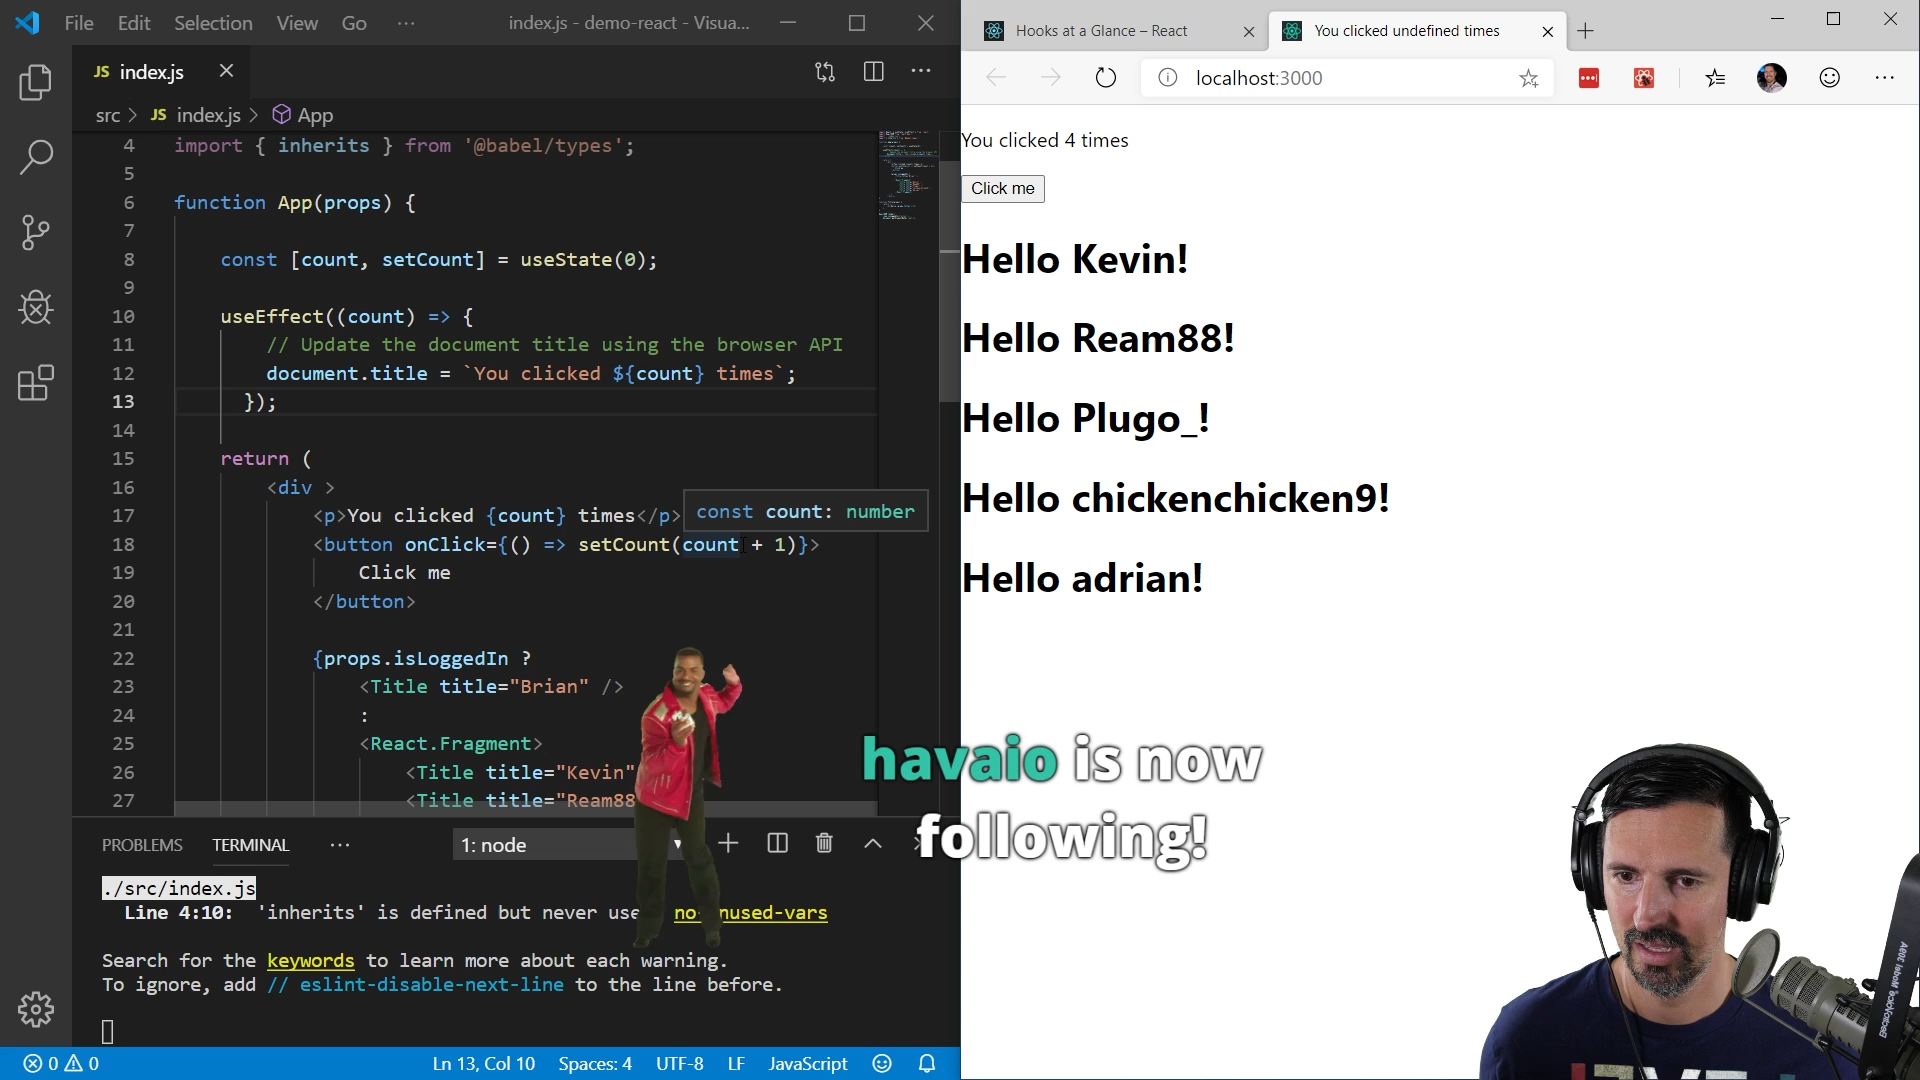 File Edit Selection View Go ··· index.js - demo-react - Visua...
JS index.js
src > JS index.js > App
4 import { inherits } from '@babel/types';
5
6 function App(props) {
7
8 const [count, setCount] = useState(0);
9
10 useEffect((count) => {
11 // Update the document title using the browser API
12 document.title = `You clicked ${count} times`;
13 });
14
15 return (
16 <div >
17 <p>You clicked {count} times</p>
const count: number
18 <button onClick={() => setCount(count + 1)}>
19 Click me
20 </button>
21
22 {props.isLoggedIn ?
23 <Title title="Brian" />
24 :
25 <React.Fragment>
26 <Title title="Kevin"
27 <Title title="Ream88
PROBLEMS TERMINAL ··· 1: node
./src/index.js
Line 4:10: 'inherits' is defined but never use no- nused-vars
Search for the keywords to learn more about each warning.
To ignore, add // eslint-disable-next-line to the line before.
0 0 Ln 13, Col 10 Spaces: 4 UTF-8 LF JavaScript
Hooks at a Glance – React
You clicked undefined times
localhost:3000
You clicked 4 times
Click me
Hello Kevin!
Hello Ream88!
Hello Plugo_!
Hello chickenchicken9!
Hello adrian!
havaio is now
following!